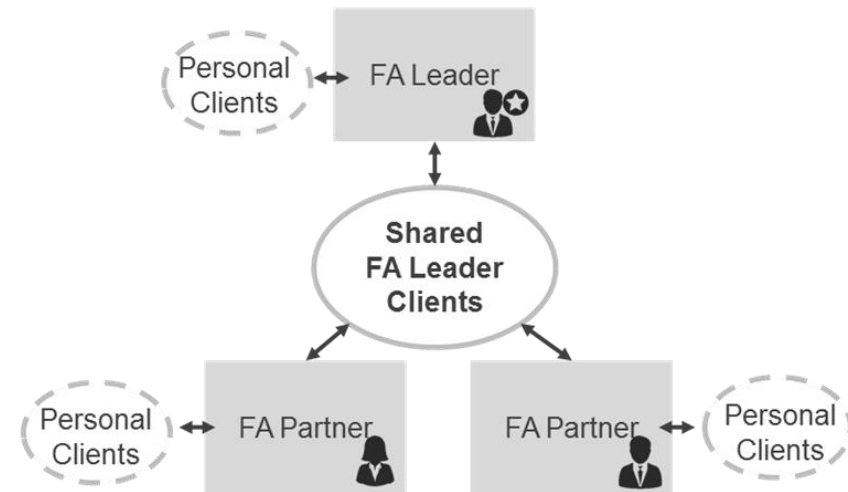 Personal
Clients
FA Leader
Shared
FA Leader
Clients
Personal
Clients
FA Partner
FA Partner
Personal
Clients